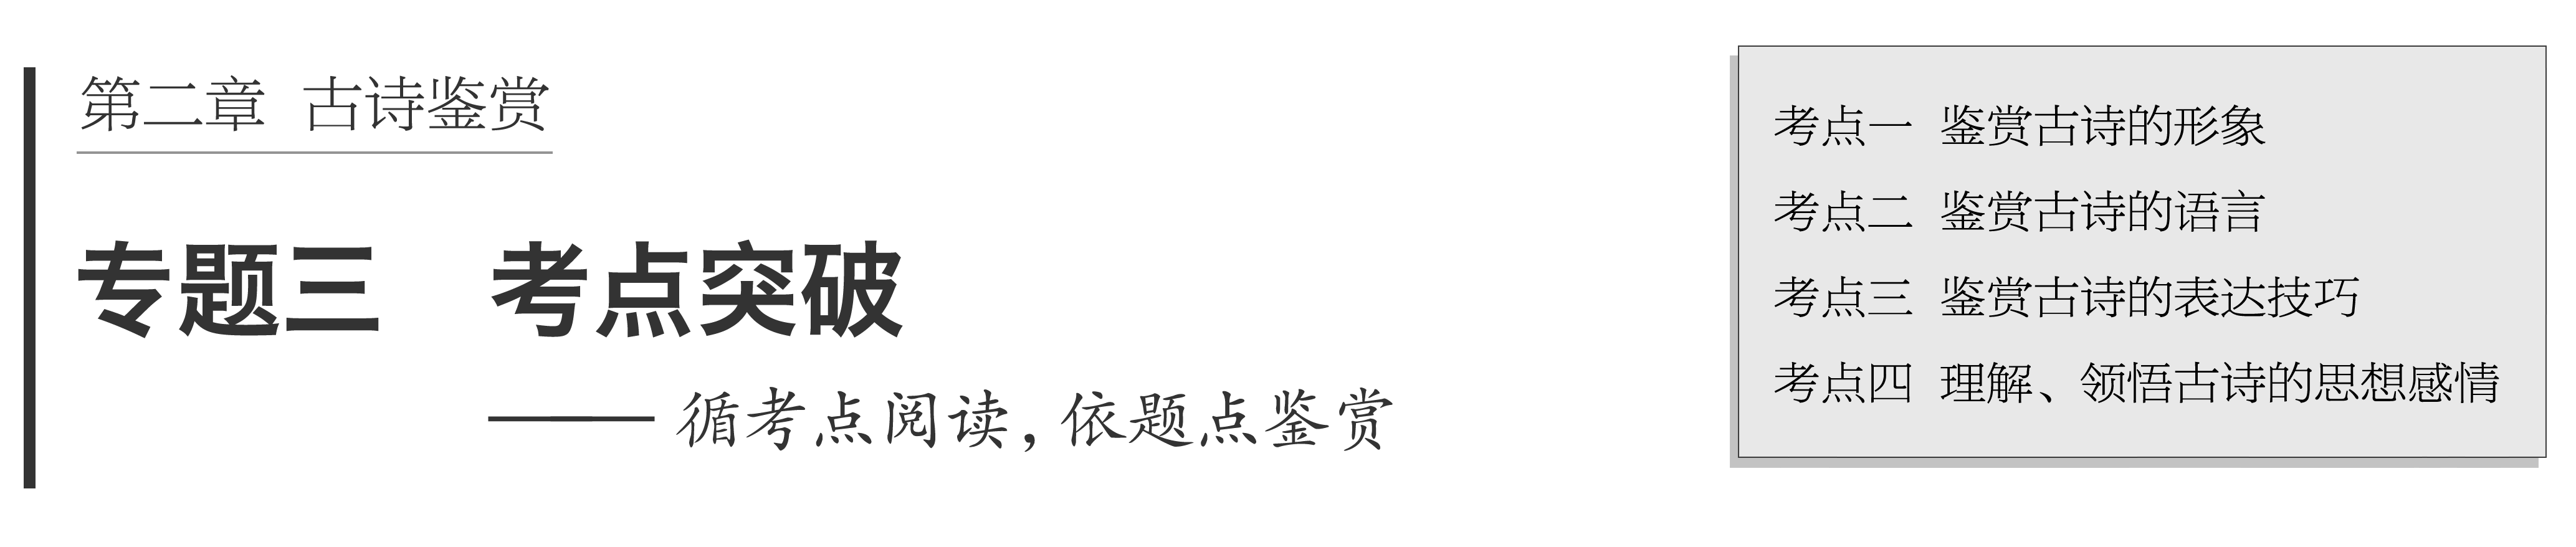 第二章 古诗鉴赏
专题三 考点突破
——循考点阅读,依题点鉴赏
考点一 鉴赏古诗的形象
考点二 鉴赏古诗的语言
考点三 鉴赏古诗的表达技巧
考点四 理解、领悟古诗的思想感情